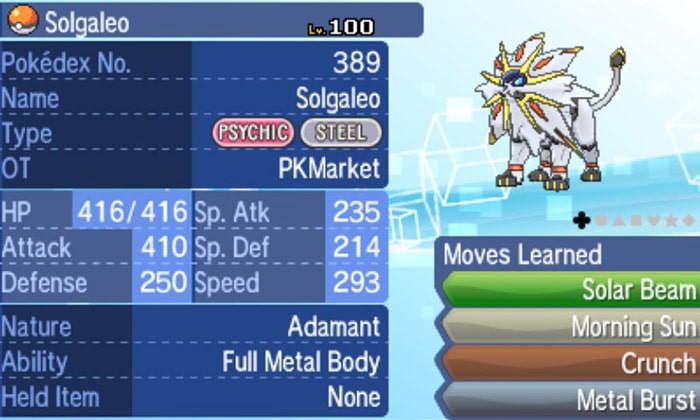 Solgaleo Lv.100
Pokédex No. 389
Name Solgaleo
Type PSYCHIC STEEL
OT PKMarket
HP 416/416 Sp. Atk 235
Attack 410 Sp. Def 214
Defense 250 Speed 293
Nature Adamant
Ability Full Metal Body
Held Item None
Moves Learned
Solar Beam
Morning Sun
Crunch
Metal Burst